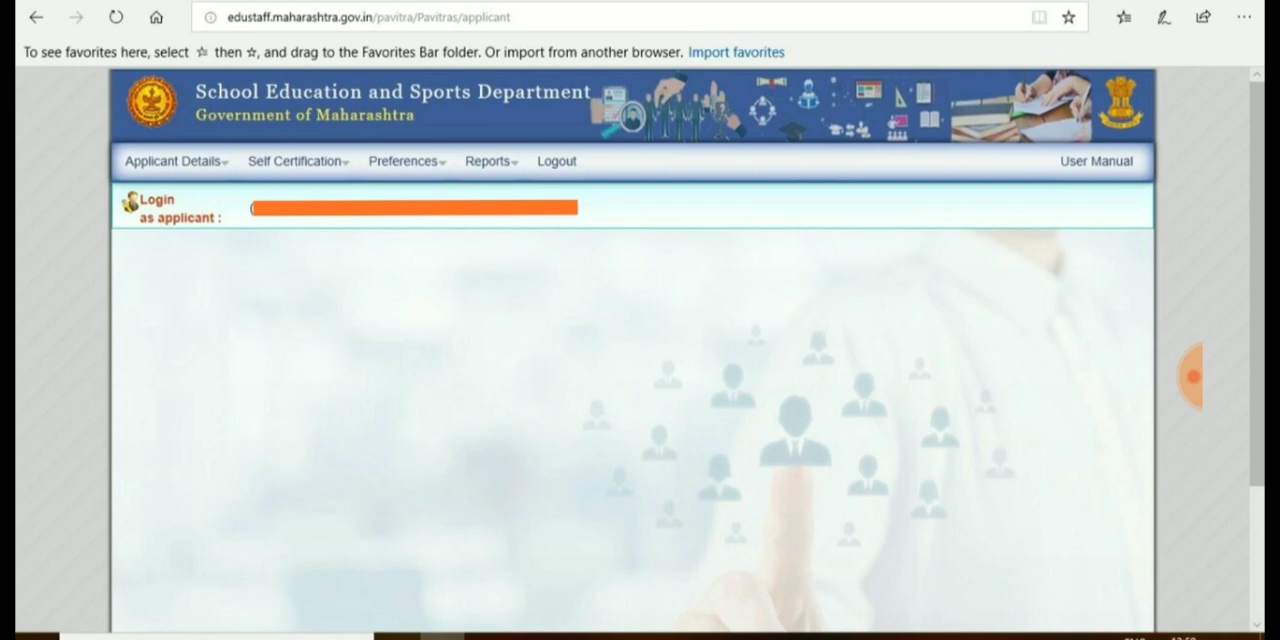 edustaff.maharashtra.gov.in/pavitra/Pavitras/applicant
To see favorites here, select ☆ then ☆, and drag to the Favorites Bar folder. Or import from another browser. Import favorites
School Education and Sports Department
Government of Maharashtra
Applicant Details Self Certification Preferences Reports Logout User Manual
Login
as applicant :